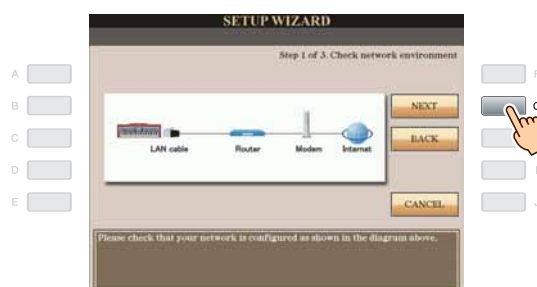 SETUP WIZARD
Step 1 of 3. Check network environment
A
B
C
D
E
LAN cable
Router
Modem
Internet
NEXT
BACK
CANCEL
J
Please check that your network is configured as shown in the diagram above.